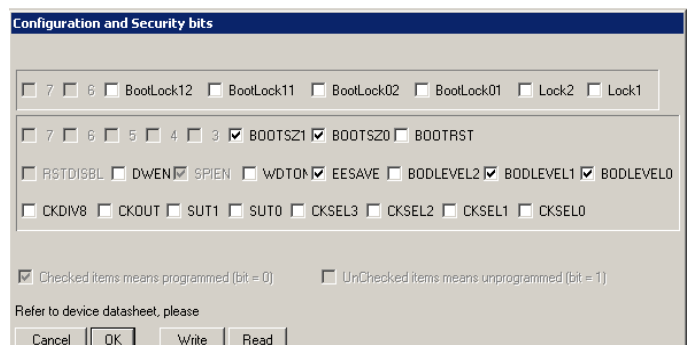 Configuration and Security bits
7 6 BootLock12 BootLock11 BootLock02 BootLock01 Lock2 Lock1
7 6 5 4 3 BOOTSZ1 BOOTSZ0 BOOTRST
RSTDISBL DWEN SPIEN WDTON EESAVE BODLEVEL2 BODLEVEL1 BODLEVEL0
CKDIV8 CKOUT SUT1 SUT0 CKSEL3 CKSEL2 CKSEL1 CKSEL0
Checked items means programmed (bit = 0) UnChecked items means unprogrammed (bit = 1)
Refer to device datasheet, please
Cancel OK Write Read